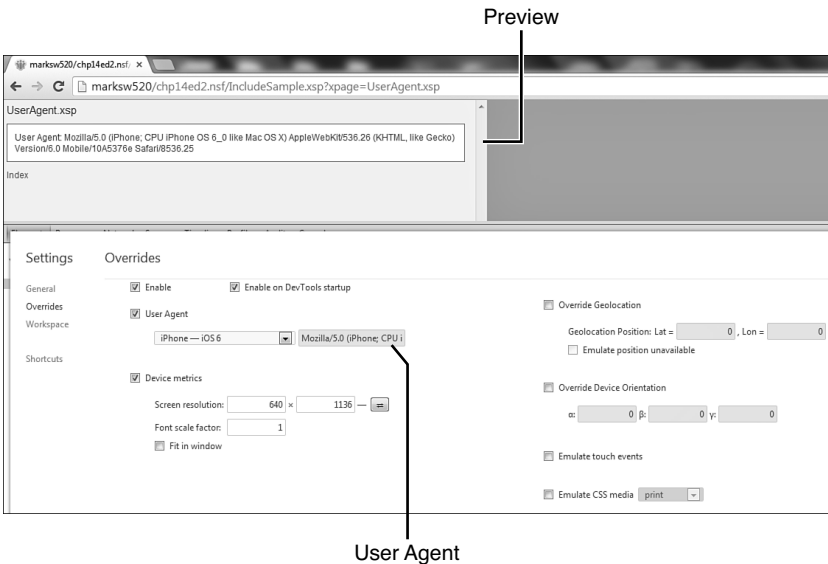 Preview
marksw520/chp14ed2.nsf/ ×
marksw520/chp14ed2.nsf/IncludeSample.xsp?xpage=UserAgent.xsp
UserAgent.xsp
User Agent: Mozilla/5.0 (iPhone; CPU iPhone OS 6_0 like Mac OS X) AppleWebKit/536.26 (KHTML, like Gecko)
Version/6.0 Mobile/10A5376e Safari/8536.25
Index
Settings
Overrides
General
Overrides
Workspace
Shortcuts
Enable
Enable on DevTools startup
User Agent
iPhone — iOS 6
Mozilla/5.0 (iPhone; CPU i
Device metrics
Screen resolution: 640 × 1136 —
Font scale factor: 1
Fit in window
Override Geolocation
Geolocation Position: Lat = 0 , Lon = 0
Emulate position unavailable
Override Device Orientation
α: 0 β: 0 γ: 0
Emulate touch events
Emulate CSS media print
User Agent